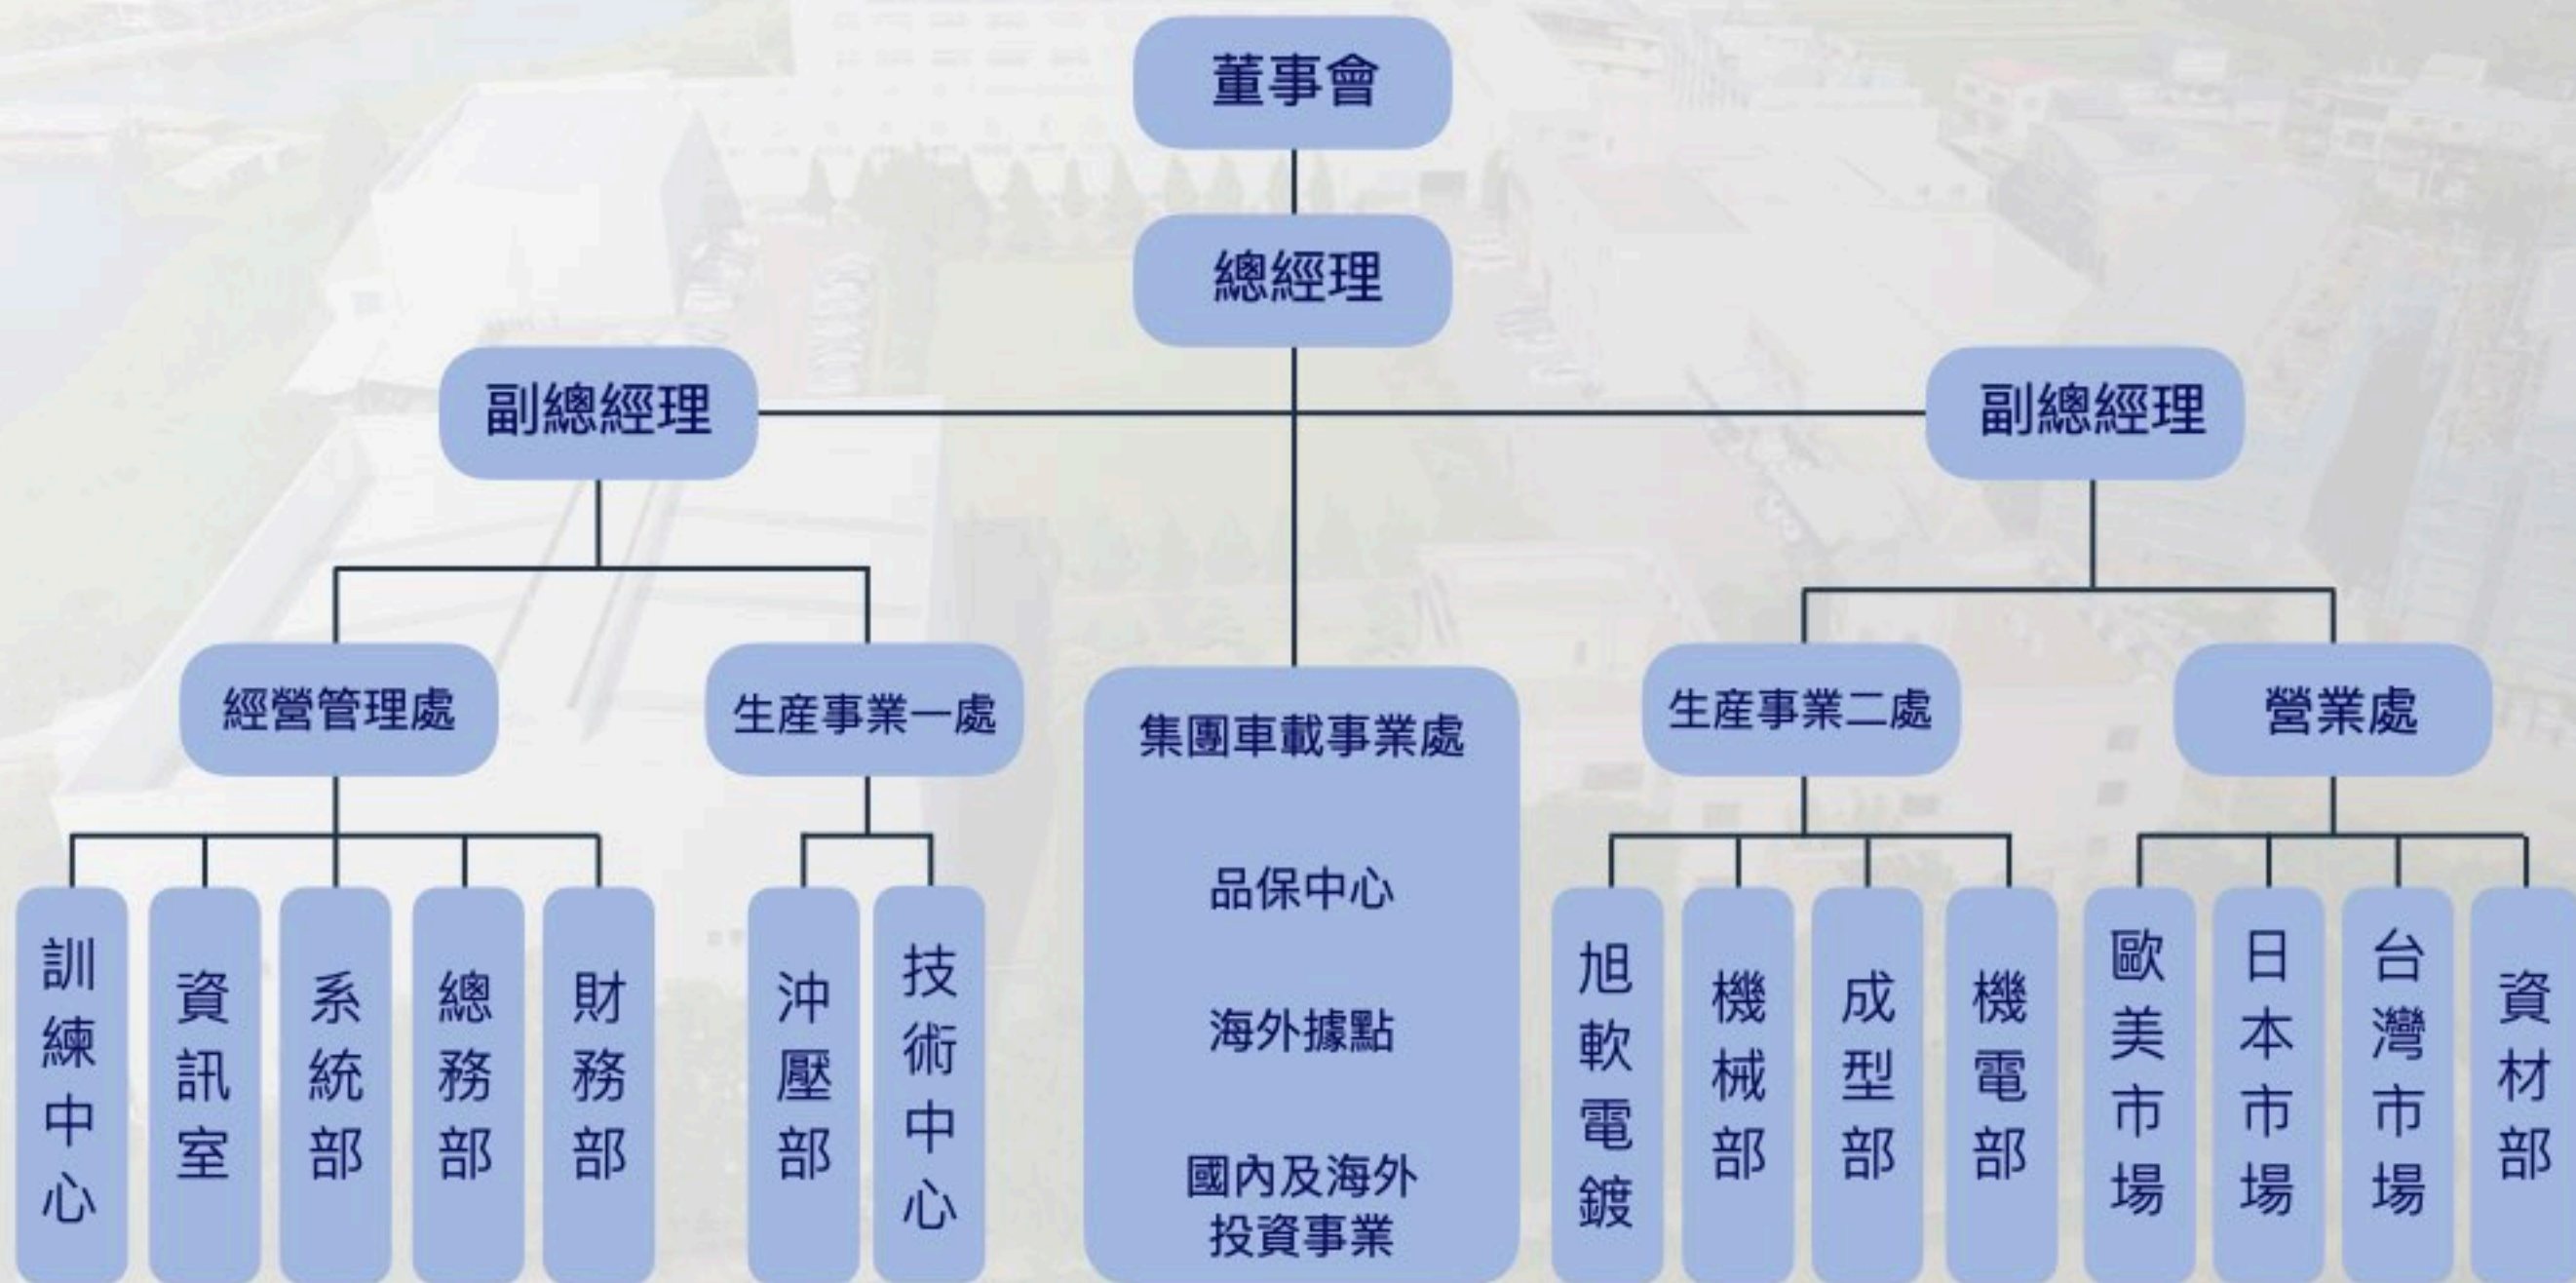 董事會
總經理
副總經理
副總經理
經營管理處
生産事業一處
集團車載事業處
品保中心
海外據點
國內及海外
投資事業
生産事業二處
營業處
訓練中心
資訊室
系統部
總務部
財務部
沖壓部
技術中心
旭軟電鍍
機械部
成型部
機電部
歐美市場
日本市場
台灣市場
資材部